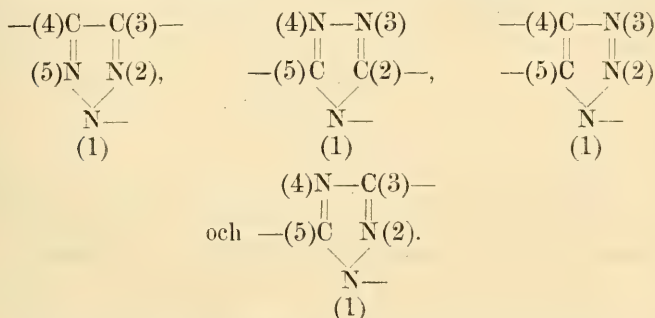 —(4)C—C(3)— (4)N—N(3) —(4)C—N(3)
(5)N N(2), —(5)C C(2)—, —(5)C N(2)
N— N— N—
(1) (1) (1)
(4)N—C(3)—
och —(5)C N(2).
N—
(1)